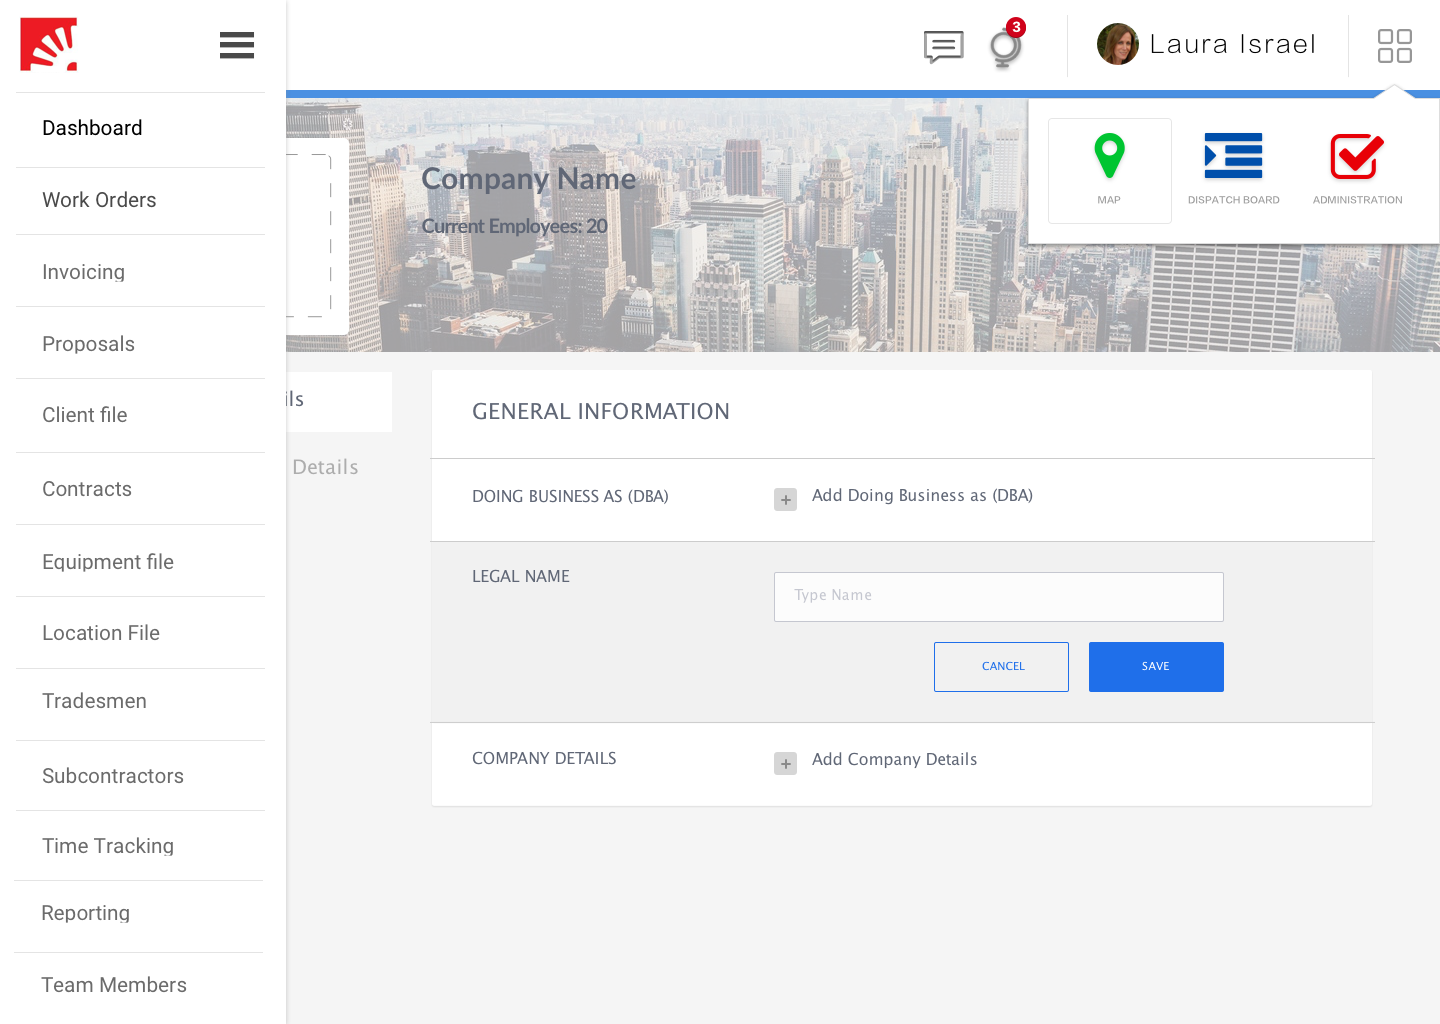 3
Laura Israel
Dashboard
Work Orders
Invoicing
Proposals
Client file
Contracts
Equipment file
Location File
Tradesmen
Subcontractors
Time Tracking
Reporting
Team Members
Company Name
Current Employees: 20
MAP
DISPATCH BOARD
ADMINISTRATION
ils
Details
GENERAL INFORMATION
DOING BUSINESS AS (DBA)
Add Doing Business as (DBA)
LEGAL NAME
Type Name
CANCEL
SAVE
COMPANY DETAILS
Add Company Details